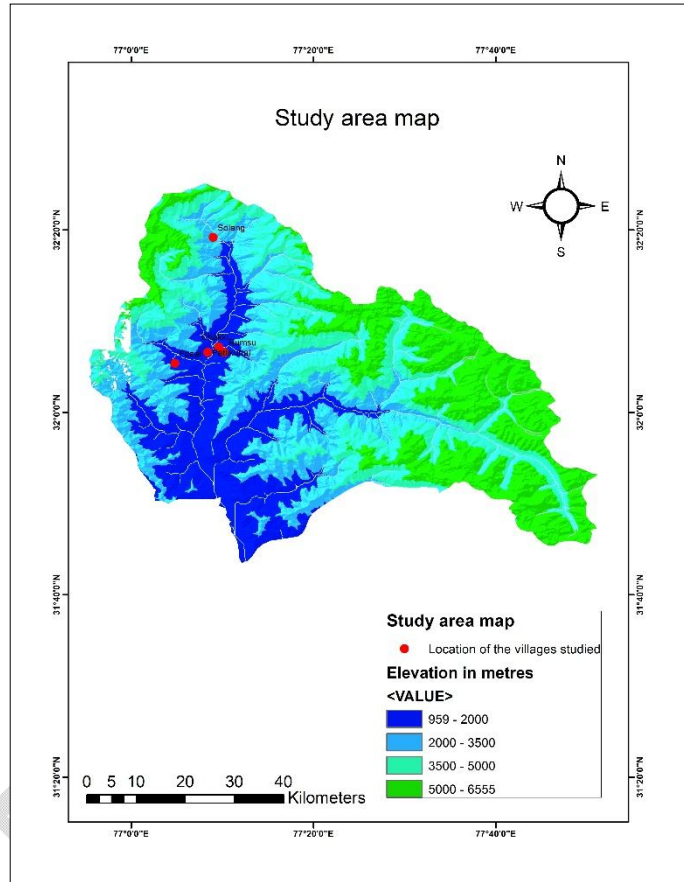 77°0'0"E 77°20'0"E 77°40'0"E
Study area map
N
W E
S
32°20'0"N 32°20'0"N
Solang
32°0'0"N 32°0'0"N
31°40'0"N 31°40'0"N
Study area map
Location of the villages studied
Elevation in metres
<VALUE>
959 - 2000
2000 - 3500
3500 - 5000
5000 - 6555
31°20'0"N 31°20'0"N
0 5 10 20 30 40
Kilometers
77°0'0"E 77°20'0"E 77°40'0"E